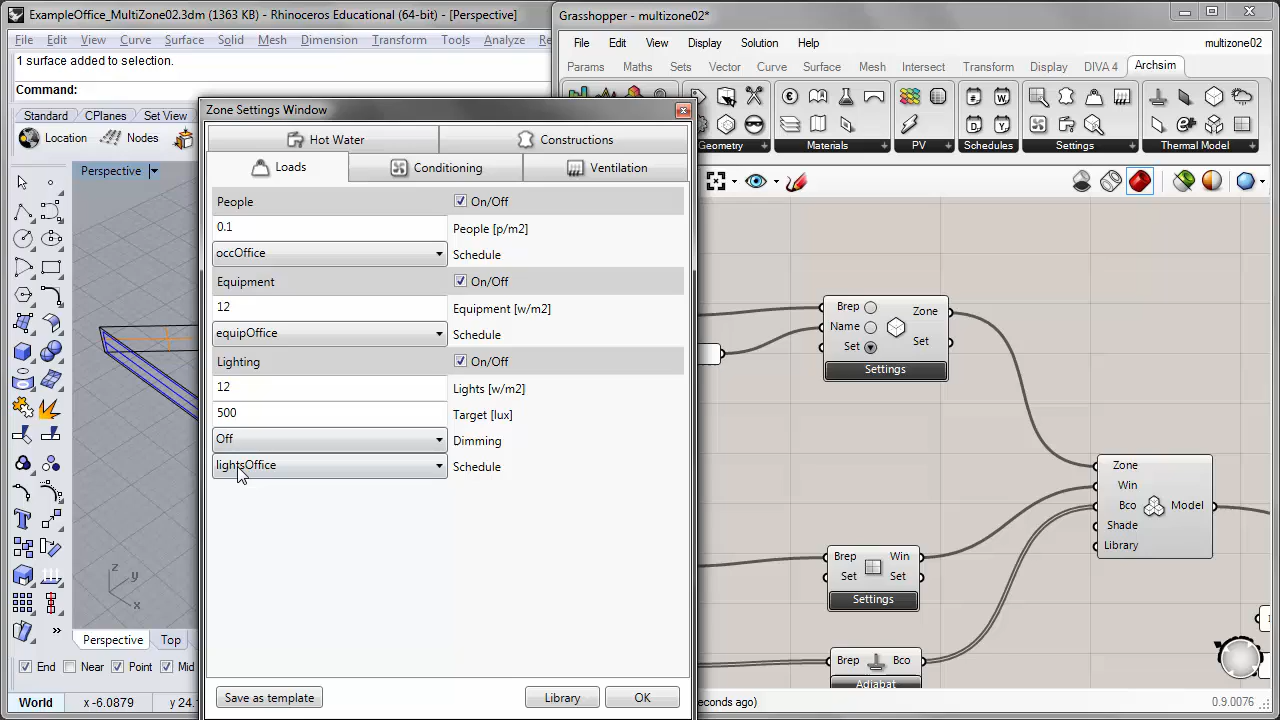 ExampleOffice_MultiZone02.3dm (1363 KB) - Rhinoceros Educational (64-bit) - [Perspective]
File Edit View Curve Surface Solid Mesh Dimension Transform Tools Analyze Re
1 surface added to selection.
Command:
Standard CPlanes Set View
Location Nodes
Perspective
Grasshopper - multizone02*
File Edit View Display Solution Help multizone02
Params Maths Sets Vector Curve Surface Mesh Intersect Transform Display DIVA 4 Archsim
Geometry Materials PV Schedules Settings Thermal Model
Zone Settings Window
Hot Water Constructions
Loads Conditioning Ventilation
People On/Off
0.1 People [p/m2]
occOffice Schedule
Equipment On/Off
12 Equipment [w/m2]
equipOffice Schedule
Lighting On/Off
12 Lights [w/m2]
500 Target [lux]
Off Dimming
lightsOffice Schedule
Save as template Library OK
Brep Zone
Name
Set Set
Settings
Zone
Win
Bco Model
Shade
Library
Brep Win
Set Set
Settings
Brep Bco
Adiabat
z
y
x
Perspective Top
End Near Point Mid
World x -6.0879 y 24.
ago)
0.9.0076